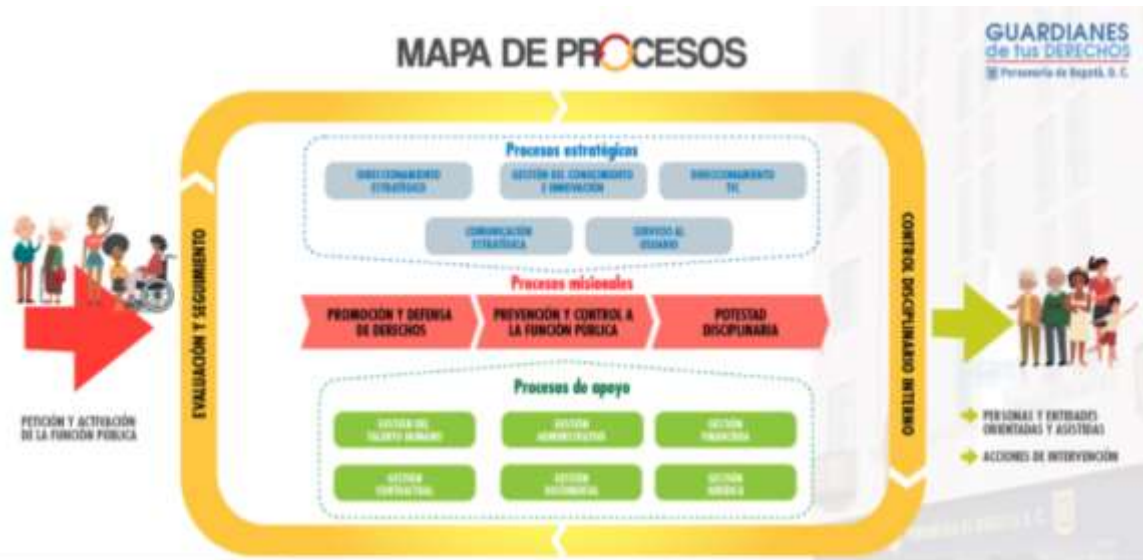 MAPA DE PROCESOS
GUARDIANES
de tus DERECHOS
Personería de Bogotá, D. C.
Procesos estratégicos
DIRECCIONAMIENTO
ESTRATÉGICO
GESTIÓN DEL CONOCIMIENTO
E INNOVACIÓN
DIRECCIONAMIENTO
TIC
COMUNICACIÓN
ESTRATÉGICA
SERVICIO AL
USUARIO
EVALUACIÓN Y SEGUIMIENTO
Procesos misionales
PROMOCIÓN Y DEFENSA
DE DERECHOS
PREVENCIÓN Y CONTROL A
LA FUNCIÓN PÚBLICA
POTESTAD
DISCIPLINARIA
CONTROL DISCIPLINARIO INTERNO
Procesos de apoyo
GESTIÓN DEL
TALENTO HUMANO
GESTIÓN
ADMINISTRATIVO
GESTIÓN
FINANCIERA
GESTIÓN
CONTRACTUAL
GESTIÓN
DOCUMENTAL
GESTIÓN
JURÍDICA
PETICIÓN Y ACTIVACIÓN
DE LA FUNCIÓN PÚBLICA
PERSONAS Y ENTIDADES
ORIENTADAS Y ASISTIDAS
ACCIONES DE INTERVENCIÓN